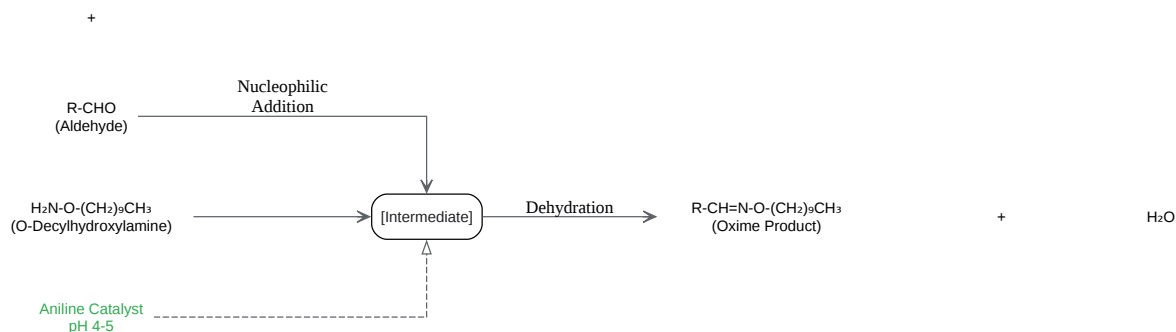 +
Nucleophilic
Addition
R-CHO
(Aldehyde)
H₂N-O-(CH₂)₉CH₃
(O-Decylhydroxylamine)
[Intermediate]
Dehydration
R-CH=N-O-(CH₂)₉CH₃
(Oxime Product)
+
H₂O
Aniline Catalyst
pH 4-5